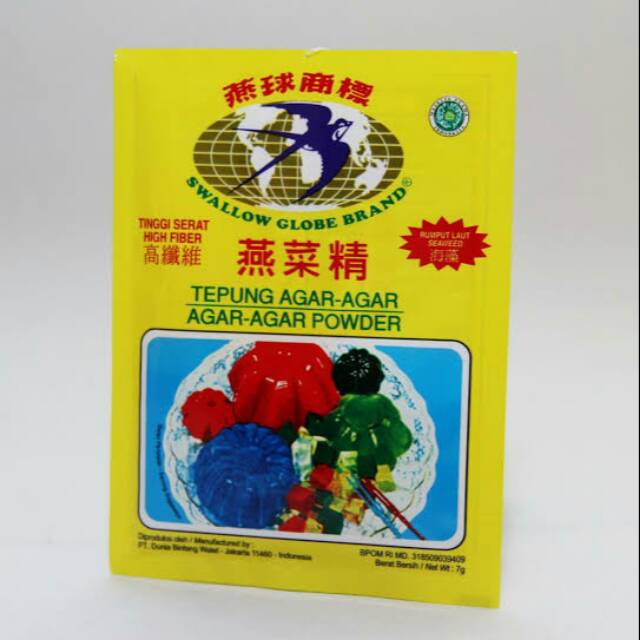 燕球商標
SWALLOW GLOBE BRAND®
TINGGI SERAT
HIGH FIBER
高纖維
燕菜精
RUMPUT LAUT
SEAWEED
海藻
TEPUNG AGAR-AGAR
AGAR-AGAR POWDER
Diproduksi oleh / Manufactured by :
PT. Dunia Bintang Walet - Jakarta 11460 - Indonesia
BPOM RI MD. 318509039409
Berat Bersih / Net Wt : 7g